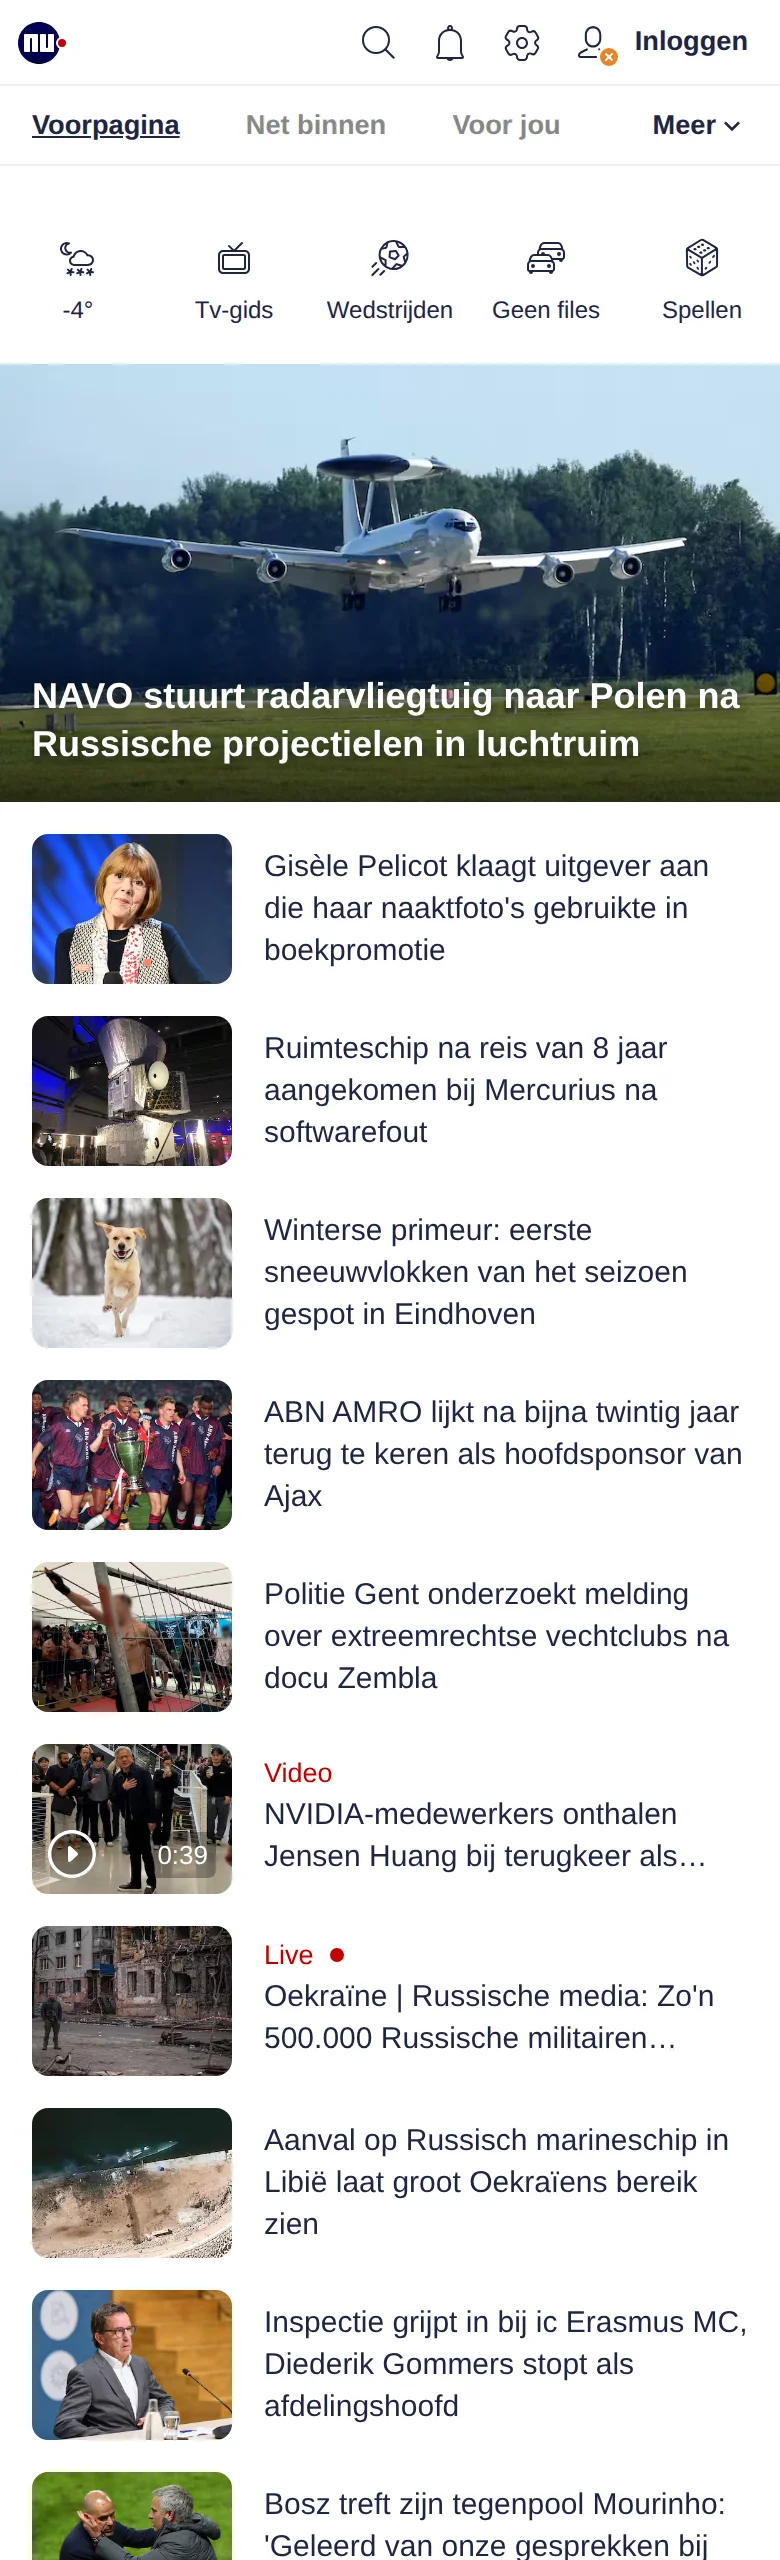 nu
Inloggen
Voorpagina
Net binnen
Voor jou
Meer
-4°
Tv-gids
Wedstrijden
Geen files
Spellen
NAVO stuurt radarvliegtuig naar Polen na
Russische projectielen in luchtruim
Gisèle Pelicot klaagt uitgever aan
die haar naaktfoto's gebruikte in
boekpromotie
Ruimteschip na reis van 8 jaar
aangekomen bij Mercurius na
softwarefout
Winterse primeur: eerste
sneeuwvlokken van het seizoen
gespot in Eindhoven
ABN AMRO lijkt na bijna twintig jaar
terug te keren als hoofdsponsor van
Ajax
Politie Gent onderzoekt melding
over extreemrechtse vechtclubs na
docu Zembla
0:39
Video
NVIDIA-medewerkers onthalen
Jensen Huang bij terugkeer als…
Live
Oekraïne | Russische media: Zo'n
500.000 Russische militairen…
Aanval op Russisch marineschip in
Libië laat groot Oekraïens bereik
zien
Inspectie grijpt in bij ic Erasmus MC,
Diederik Gommers stopt als
afdelingshoofd
Bosz treft zijn tegenpool Mourinho:
'Geleerd van onze gesprekken bij